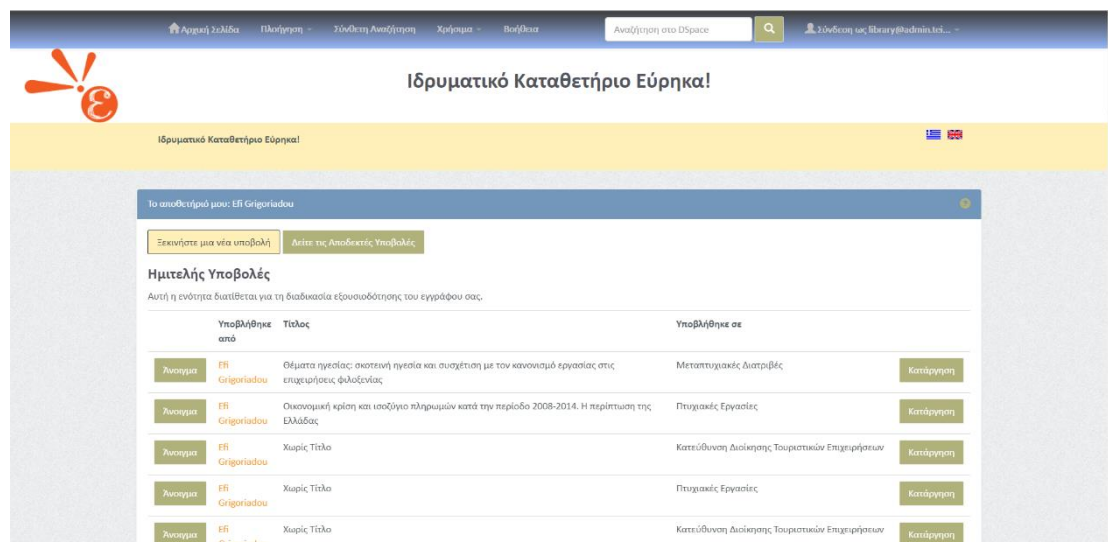 Αρχική Σελίδα Πλοήγηση Σύνθετη Αναζήτηση Χρήσιμα Βοήθεια Αναζήτηση στο DSpace Σύνδεση ως library@admin.tei...
Ιδρυματικό Καταθετήριο Εύρηκα!
Ιδρυματικό Καταθετήριο Εύρηκα!
Το αποθετήριό μου: Efi Grigoriadou
Ξεκινήστε μια νέα υποβολή Δείτε τις Αποδεκτές Υποβολές
Ημιτελής Υποβολές
Αυτή η ενότητα διατίθεται για τη διαδικασία εξουσιοδότησης του εγγράφου σας.
Υποβλήθηκε Τίτλος Υποβλήθηκε σε
από
Άνοιγμα Efi Θέματα ηγεσίας: σκοτεινή ηγεσία και συσχέτιση με τον κανονισμό εργασίας στις Μεταπτυχιακές Διατριβές Κατάργηση
Grigoriadou επιχειρήσεις φιλοξενίας
Άνοιγμα Efi Οικονομική κρίση και ισοζύγιο πληρωμών κατά την περίοδο 2008-2014. Η περίπτωση της Πτυχιακές Εργασίες Κατάργηση
Grigoriadou Ελλάδας
Άνοιγμα Efi Χωρίς Τίτλο Κατεύθυνση Διοίκησης Τουριστικών Επιχειρήσεων Κατάργηση
Grigoriadou
Άνοιγμα Efi Χωρίς Τίτλο Πτυχιακές Εργασίες Κατάργηση
Grigoriadou
Άνοιγμα Efi Χωρίς Τίτλο Κατεύθυνση Διοίκησης Τουριστικών Επιχειρήσεων Κατάργηση